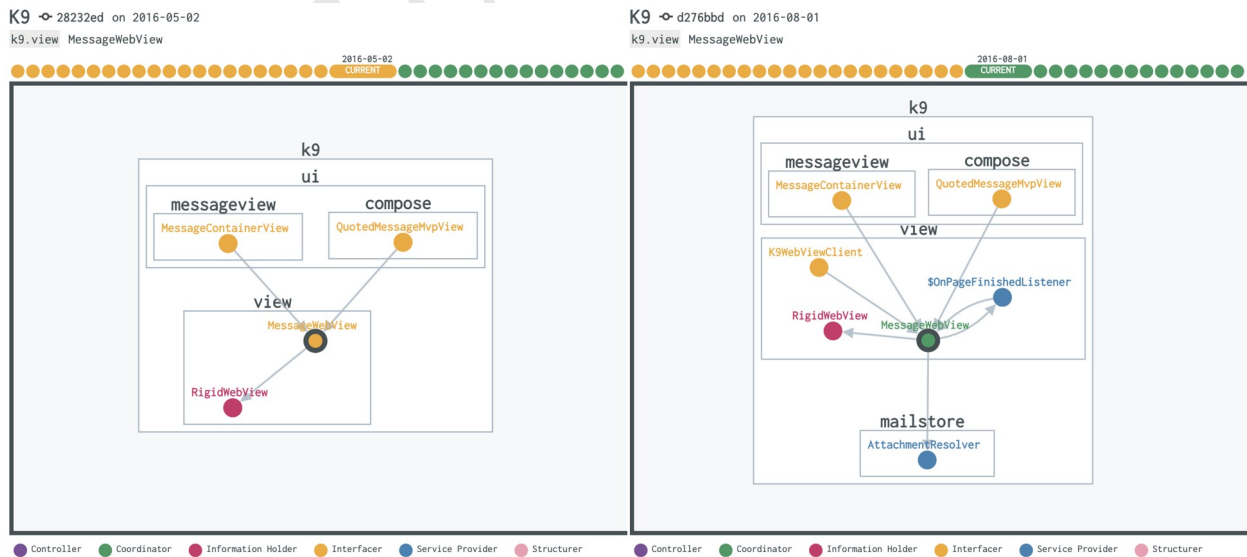 K9 28232ed on 2016-05-02
k9.view MessageWebView
2016-05-02
CURRENT
k9
ui
messageview
compose
MessageContainerView
QuotedMessageMvpView
view
MessageWebView
RigidWebView
Controller Coordinator Information Holder Interfacer Service Provider Structurer
K9 d276bbd on 2016-08-01
k9.view MessageWebView
2016-08-01
CURRENT
k9
ui
messageview
compose
MessageContainerView
QuotedMessageMvpView
view
K9WebViewClient
$OnPageFinishedListener
RigidWebView
MessageWebView
mailstore
AttachmentResolver
Controller Coordinator Information Holder Interfacer Service Provider Structurer